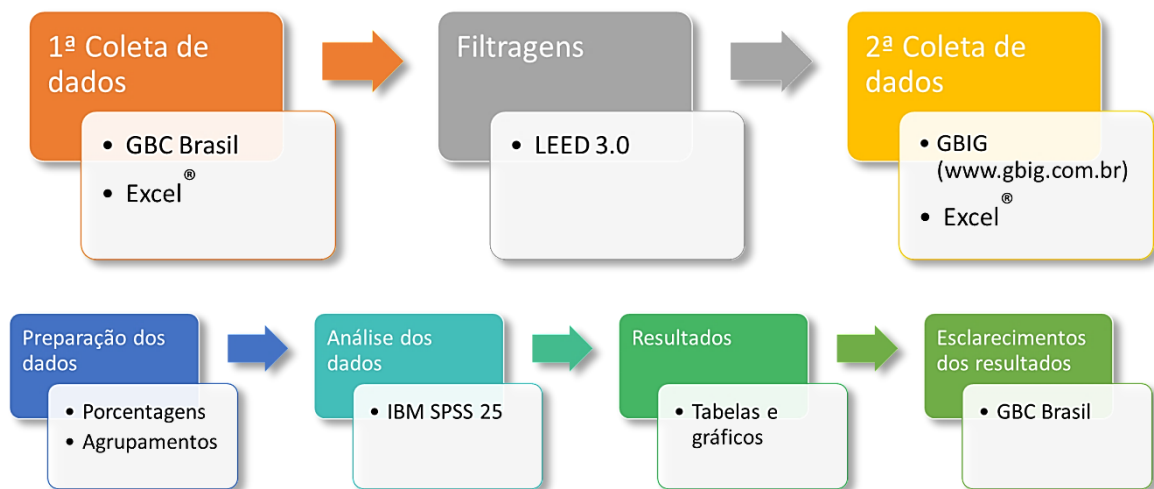 1ª Coleta de
dados
• GBC Brasil
• Excel®
Filtragens
• LEED 3.0
2ª Coleta de
dados
• GBIG
(www.gbig.com.br)
• Excel®
Preparação dos
dados
• Porcentagens
• Agrupamentos
Análise dos
dados
• IBM SPSS 25
Resultados
• Tabelas e
gráficos
Esclarecimentos
dos resultados
• GBC Brasil